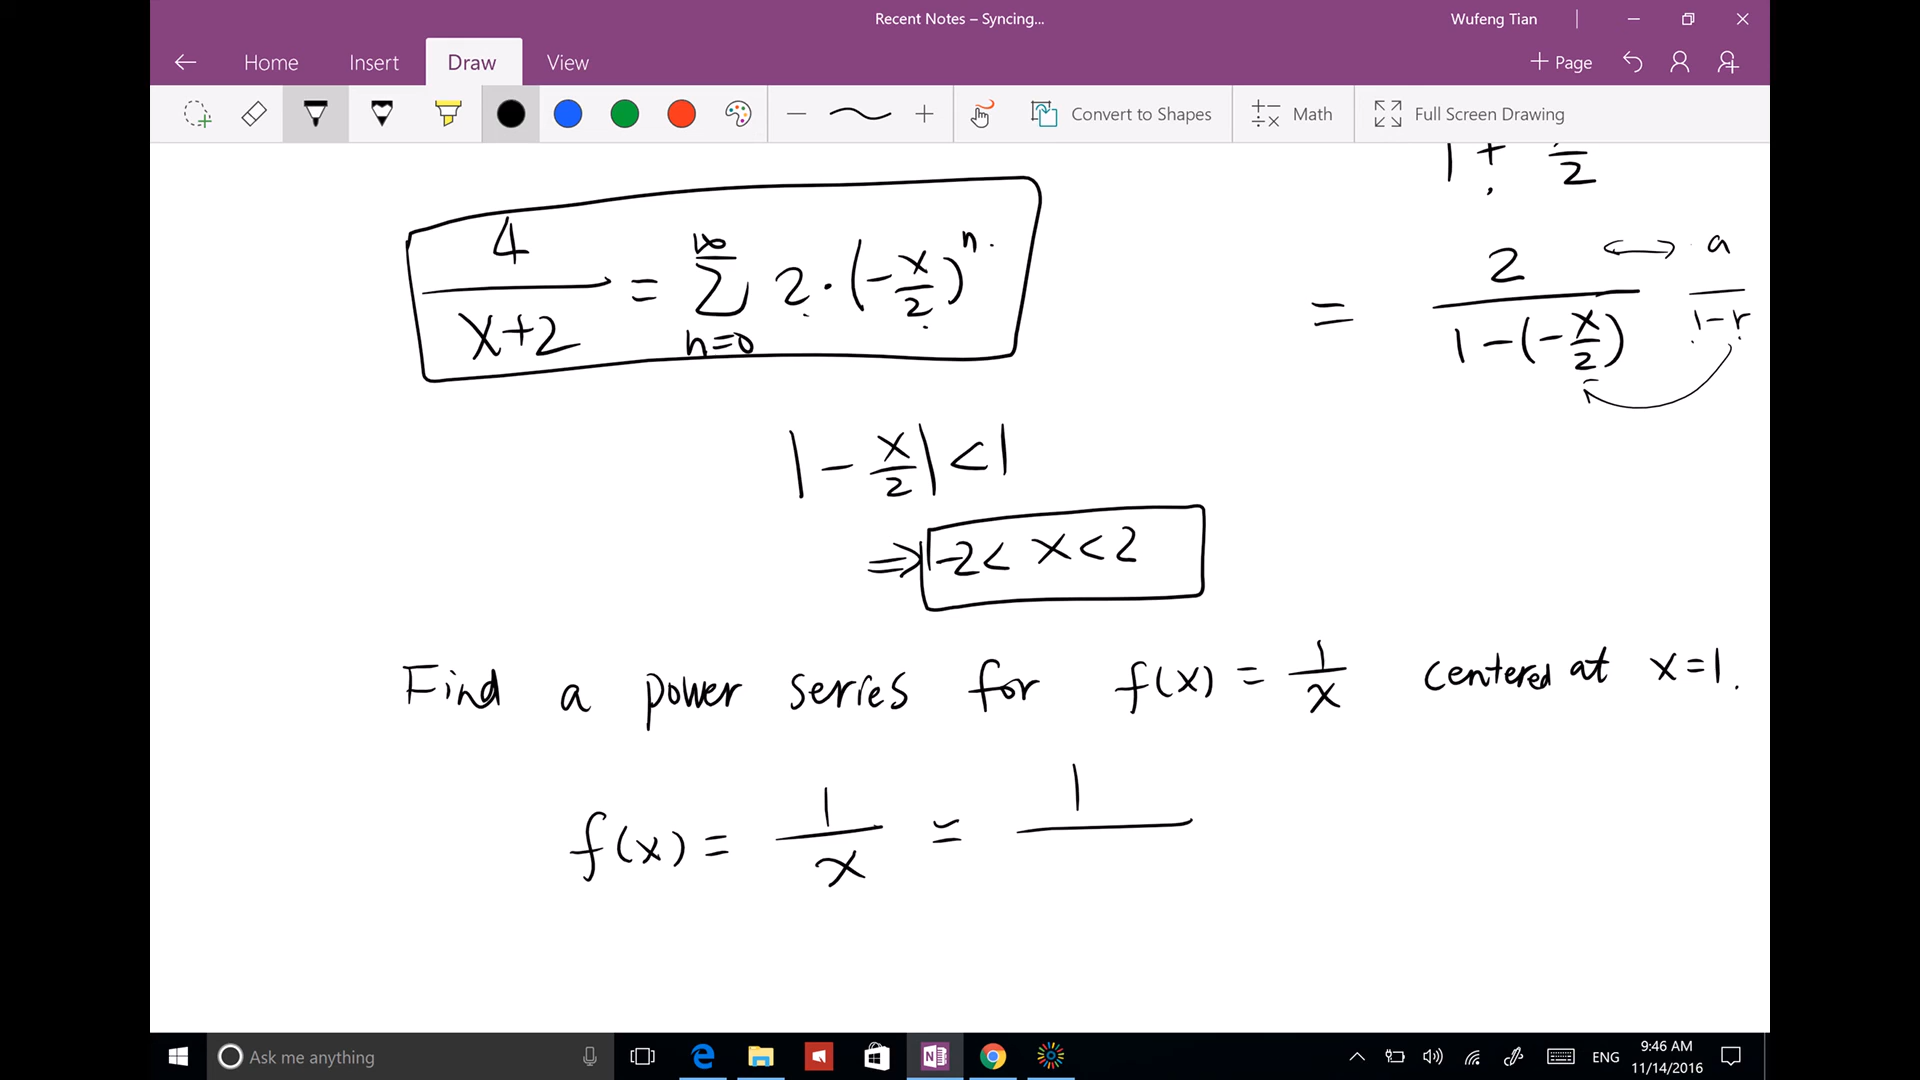 Recent Notes – Syncing...
Wufeng Tian
Home Insert Draw View
Page
Convert to Shapes
Math
Full Screen Drawing
1 + /2
4/(x+2) = ∑_{n=0}^{∞} 2·(-x/2)^n.
= 2/(1-(-x/2)) ↔ a/(1-r)
|-x/2|<1
⇒ -2< x<2
Find a power series for f(x) = 1/x centered at x=1.
f(x) = 1/x = 1/
Ask me anything
ENG
9:46 AM
11/14/2016